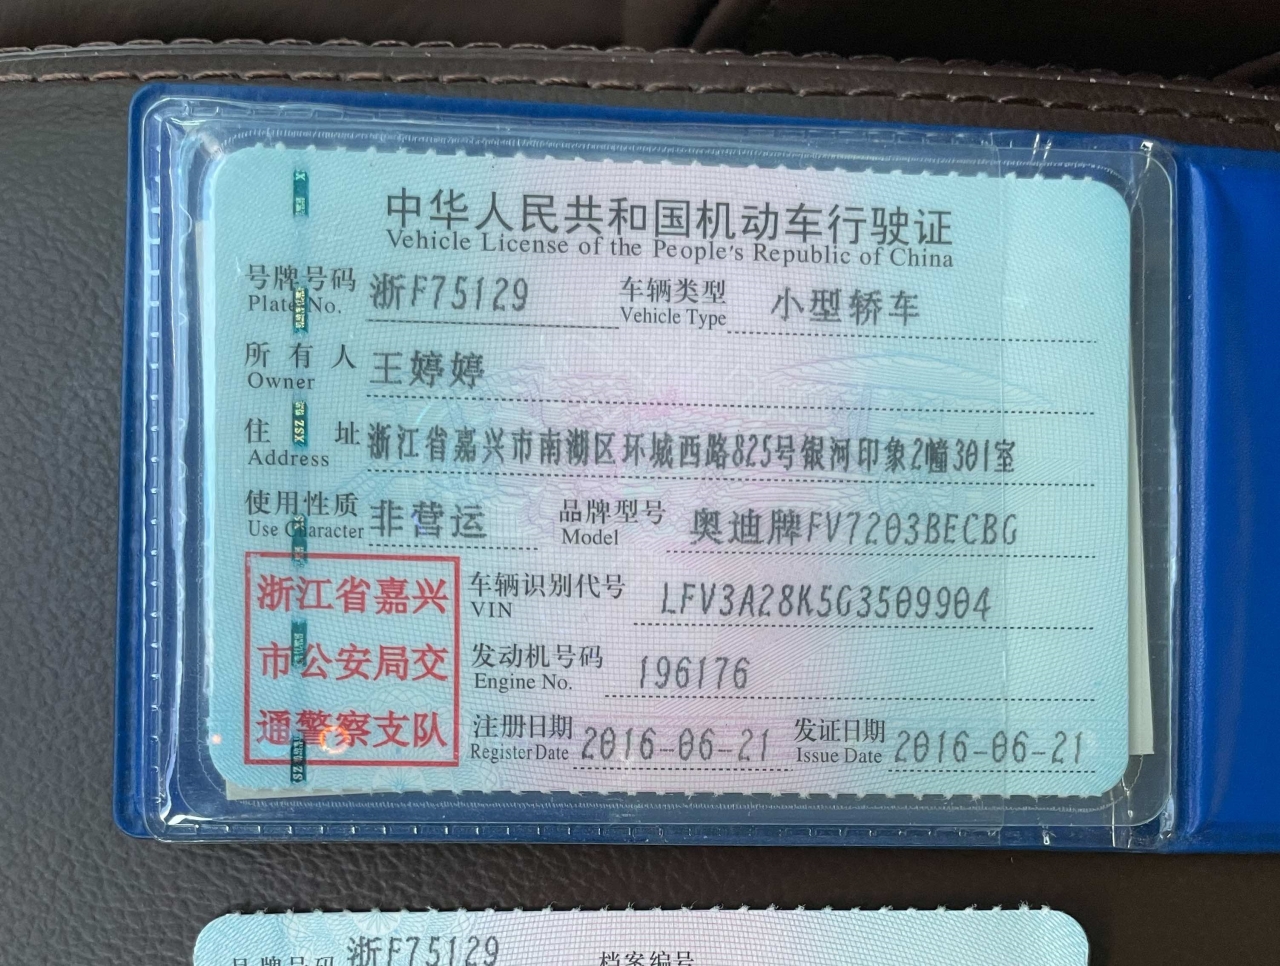 中华人民共和国机动车行驶证
Vehicle License of the People's Republic of China
号牌号码 浙F75129 车辆类型 小型轿车
Plate No. Vehicle Type
所有人 王婷婷
Owner
住址 浙江省嘉兴市南湖区环城西路825号银河印象2幢301室
Address
使用性质 非营运 品牌型号 奥迪牌FV7203BECBG
Use Character Model
浙江省嘉兴
市公安局交
通警察支队
车辆识别代号 LFV3A28K5G3509904
VIN
发动机号码 196176
Engine No.
注册日期 2016-06-21 发证日期 2016-06-21
Register Date Issue Date
号牌号码 浙F75129 档案编号